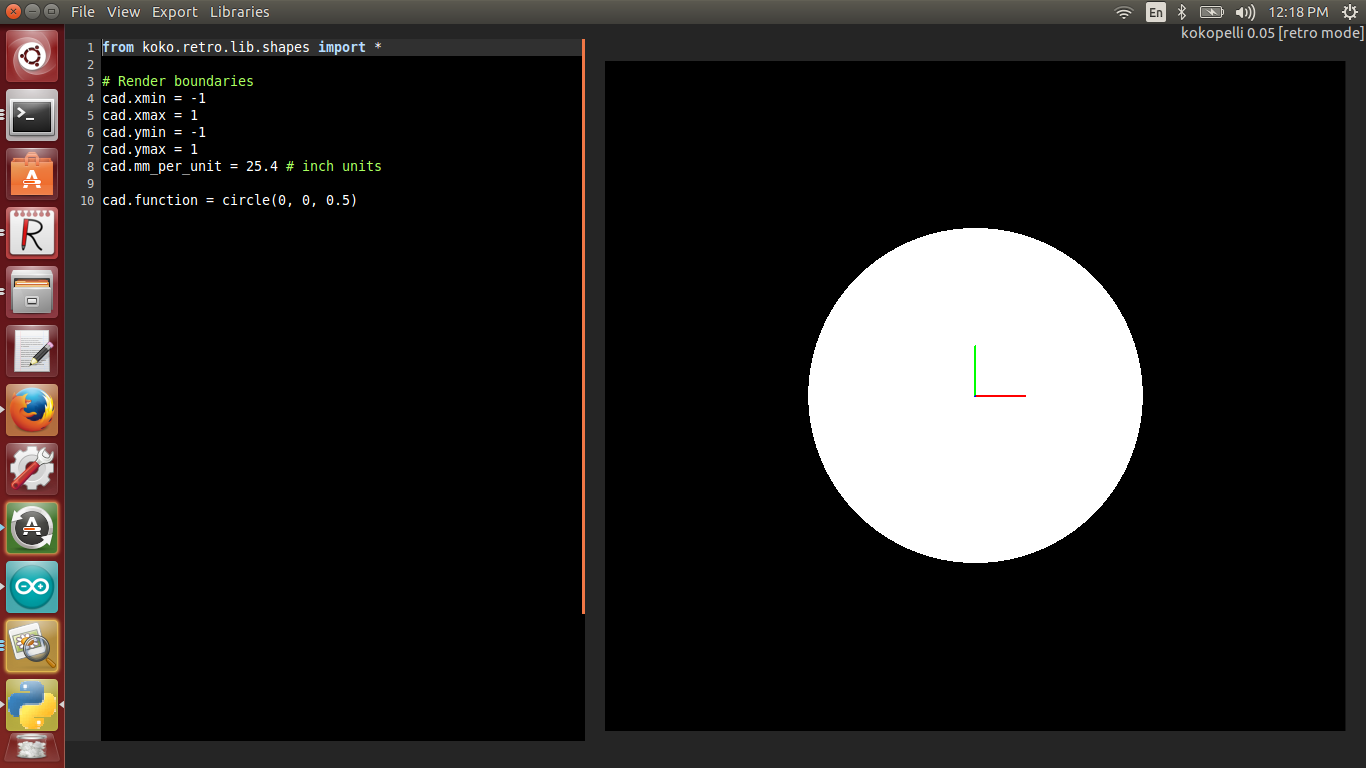 File View Export Libraries
En 12:18 PM
kokopelli 0.05 [retro mode]
1 from koko.retro.lib.shapes import *
2
3 # Render boundaries
4 cad.xmin = -1
5 cad.xmax = 1
6 cad.ymin = -1
7 cad.ymax = 1
8 cad.mm_per_unit = 25.4 # inch units
9
10 cad.function = circle(0, 0, 0.5)